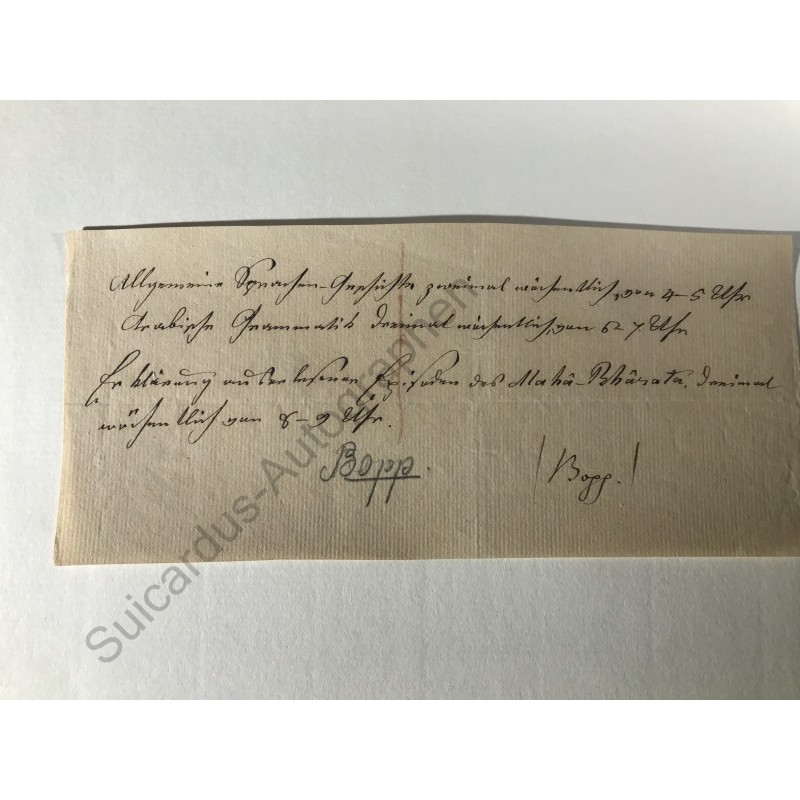 Allgemeine Sprachen-Geschichte zweimal wöchentlich, von 4–5 Uhr
Arabische Grammatik dreimal wöchentlich, von 6–7 Uhr
Erklärung auserlesener Episoden des Mahâ-Bhârata, dreimal
wöchentlich von 8–9 Uhr.
Bopp. / Bopp. /
Suicardus-Autographen